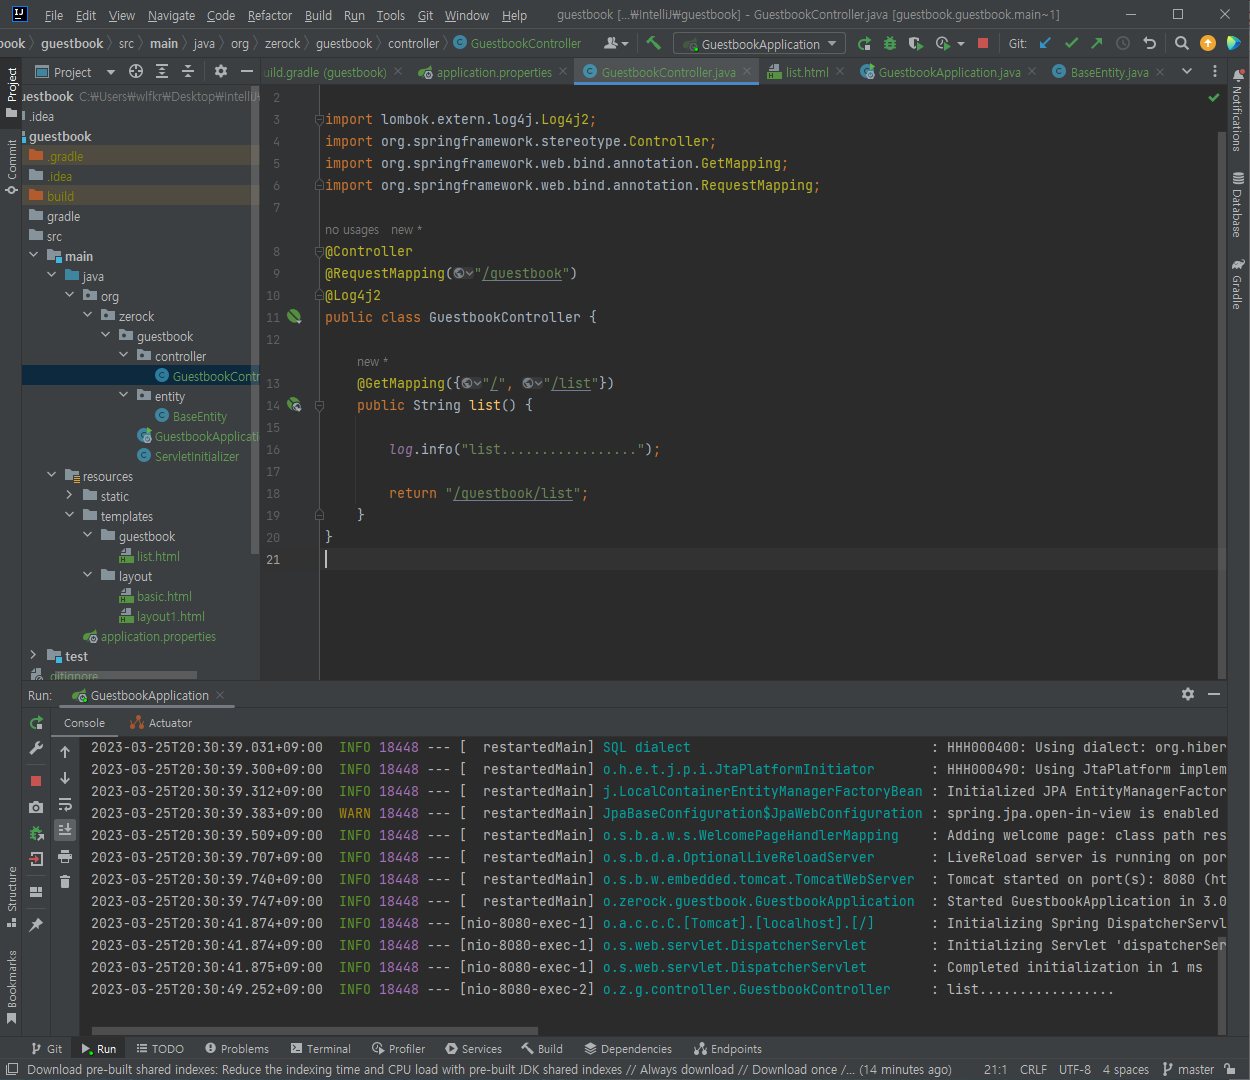 File Edit View Navigate Code Refactor Build Run Tools Git Window Help guestbook [...₩IntelliJ₩guestbook] - GuestbookController.java [guestbook.guestbook.main~1]
book guestbook src main java org zerock guestbook controller GuestbookController GuestbookApplication Git:
Project uild.gradle (guestbook) application.properties GuestbookController.java list.html GuestbookApplication.java BaseEntity.java
Project
Commit
Structure
Bookmarks
Notifications
Database
Gradle
uestbook C:₩Users₩wlfkr₩Desktop₩IntelliJ₩
.idea
guestbook
.gradle
.idea
build
gradle
src
main
java
org
zerock
guestbook
controller
GuestbookContr
entity
BaseEntity
GuestbookApplicati
ServletInitializer
resources
static
templates
guestbook
list.html
layout
basic.html
layout1.html
application.properties
test
.gitignore
2
3 import lombok.extern.log4j.Log4j2;
4 import org.springframework.stereotype.Controller;
5 import org.springframework.web.bind.annotation.GetMapping;
6 import org.springframework.web.bind.annotation.RequestMapping;
7
no usages new *
8 @Controller
9 @RequestMapping("/guestbook")
10 @Log4j2
11 public class GuestbookController {
12
new *
13 @GetMapping({"/", "/list"})
14 public String list() {
15
16 log.info("list.................");
17
18 return "/guestbook/list";
19 }
20 }
21
Run: GuestbookApplication
Console Actuator
2023-03-25T20:30:39.031+09:00 INFO 18448 --- [ restartedMain] SQL dialect : HHH000400: Using dialect: org.hiber
2023-03-25T20:30:39.300+09:00 INFO 18448 --- [ restartedMain] o.h.e.t.j.p.i.JtaPlatformInitiator : HHH000490: Using JtaPlatform implem
2023-03-25T20:30:39.312+09:00 INFO 18448 --- [ restartedMain] j.LocalContainerEntityManagerFactoryBean : Initialized JPA EntityManagerFactor
2023-03-25T20:30:39.383+09:00 WARN 18448 --- [ restartedMain] JpaBaseConfiguration$JpaWebConfiguration : spring.jpa.open-in-view is enabled
2023-03-25T20:30:39.509+09:00 INFO 18448 --- [ restartedMain] o.s.b.a.w.s.WelcomePageHandlerMapping : Adding welcome page: class path res
2023-03-25T20:30:39.707+09:00 INFO 18448 --- [ restartedMain] o.s.b.d.a.OptionalLiveReloadServer : LiveReload server is running on por
2023-03-25T20:30:39.740+09:00 INFO 18448 --- [ restartedMain] o.s.b.w.embedded.tomcat.TomcatWebServer : Tomcat started on port(s): 8080 (ht
2023-03-25T20:30:39.747+09:00 INFO 18448 --- [ restartedMain] o.zerock.guestbook.GuestbookApplication : Started GuestbookApplication in 3.0
2023-03-25T20:30:41.874+09:00 INFO 18448 --- [nio-8080-exec-1] o.a.c.c.C.[Tomcat].[localhost].[/] : Initializing Spring DispatcherServl
2023-03-25T20:30:41.874+09:00 INFO 18448 --- [nio-8080-exec-1] o.s.web.servlet.DispatcherServlet : Initializing Servlet 'dispatcherSer
2023-03-25T20:30:41.875+09:00 INFO 18448 --- [nio-8080-exec-1] o.s.web.servlet.DispatcherServlet : Completed initialization in 1 ms
2023-03-25T20:30:49.252+09:00 INFO 18448 --- [nio-8080-exec-2] o.z.g.controller.GuestbookController : list.................
Git Run TODO Problems Terminal Profiler Services Build Dependencies Endpoints
Download pre-built shared indexes: Reduce the indexing time and CPU load with pre-built JDK shared indexes // Always download // Download once /... (14 minutes ago) 21:1 CRLF UTF-8 4 spaces master